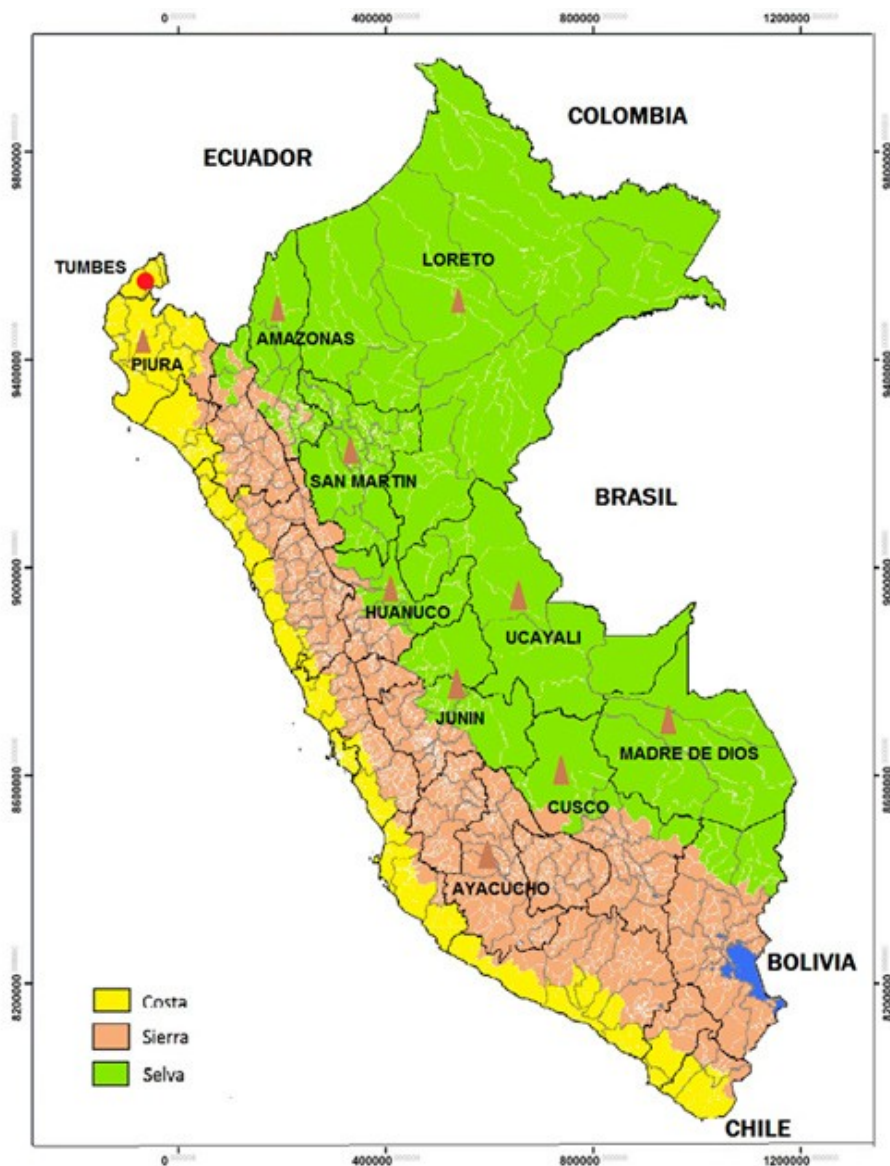 0 400000 800000 1200000
COLOMBIA
ECUADOR
9800000 9800000
LORETO
TUMBES
AMAZONAS
PIURA
9400000 9400000
SAN MARTIN
BRASIL
9000000 9000000
HUANUCO
UCAYALI
JUNIN
MADRE DE DIOS
8600000 8600000
CUSCO
AYACUCHO
BOLIVIA
8200000 8200000
Costa
Sierra
Selva
CHILE
0 400000 800000 1200000